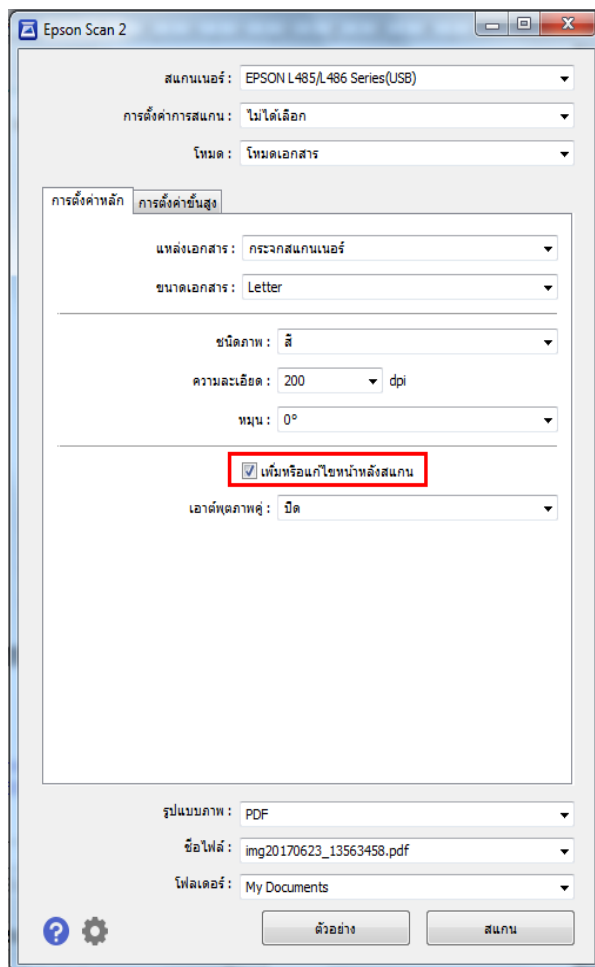 Epson Scan 2
สแกนเนอร์ : EPSON L485/L486 Series(USB)
การตั้งค่าการสแกน : ไม่ได้เลือก
โหมด : โหมดเอกสาร
การตั้งค่าหลัก การตั้งค่าขั้นสูง
แหล่งเอกสาร : กระจกสแกนเนอร์
ขนาดเอกสาร : Letter
ชนิดภาพ : สี
ความละเอียด : 200 dpi
หมุน : 0°
เพิ่มหรือแก้ไขหน้าหลังสแกน
เอาต์พุตภาพคู่ : ปิด
รูปแบบภาพ : PDF
ชื่อไฟล์ : img20170623_13563458.pdf
โฟลเดอร์ : My Documents
ตัวอย่าง สแกน